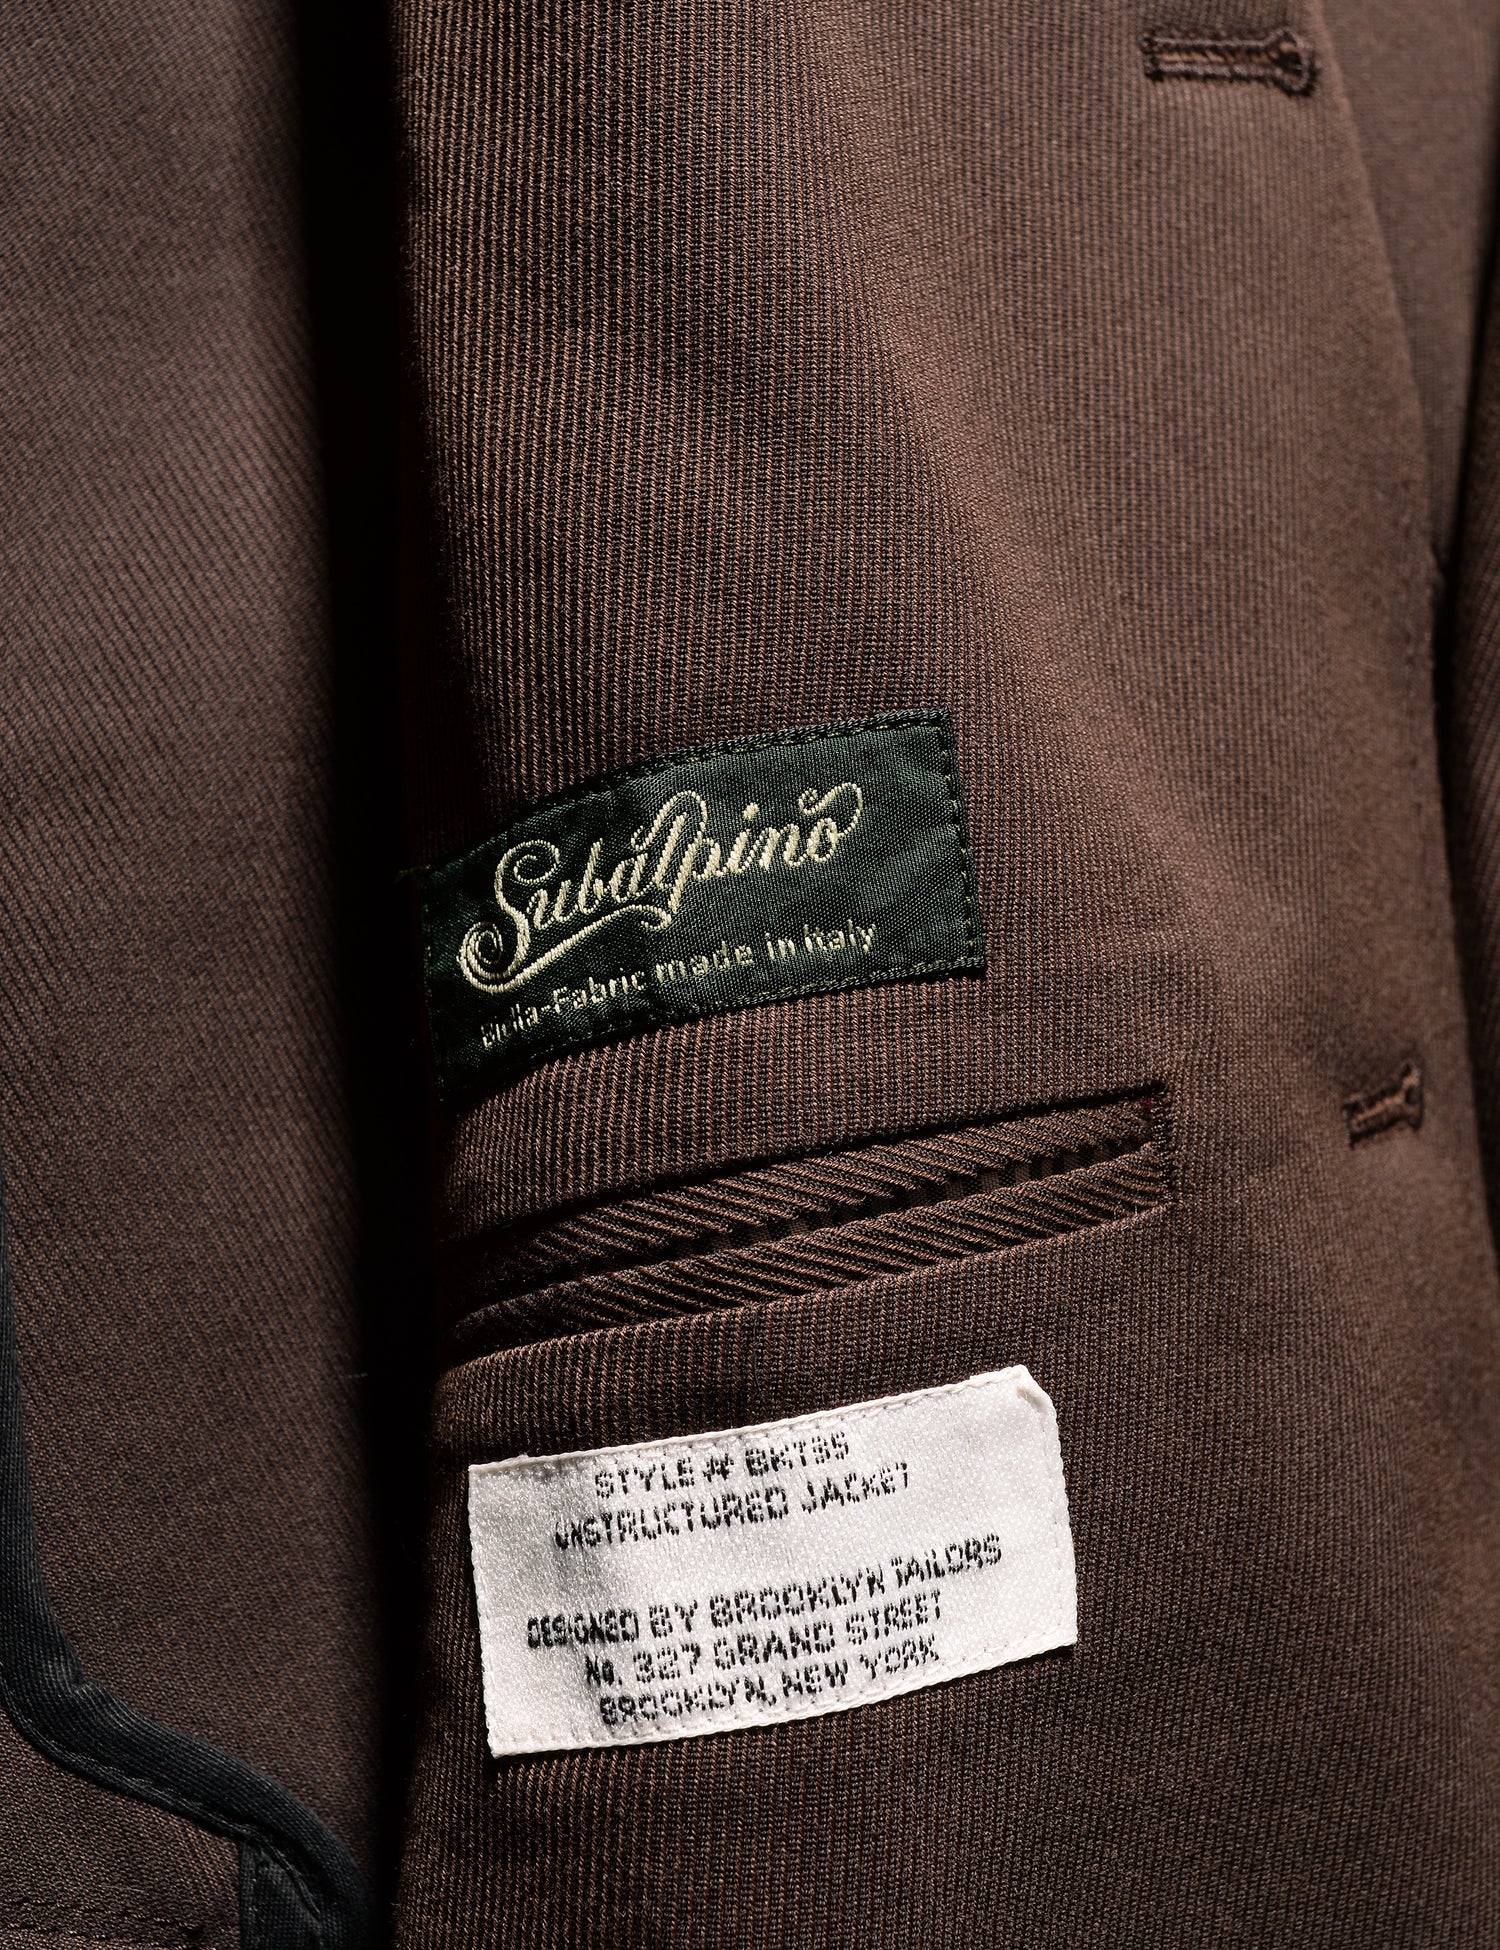 Subalpino
Biella-Fabric made in Italy
STYLE # BKT35
UNSTRUCTURED JACKET
DESIGNED BY BROOKLYN TAILORS
No. 327 GRAND STREET
BROOKLYN, NEW YORK